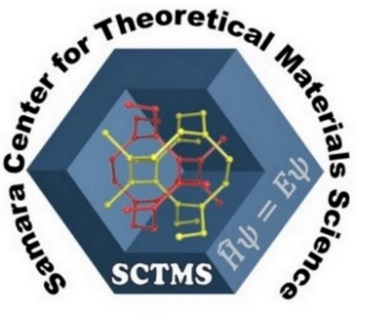 Samara Center for Theoretical Materials Science
Ĥψ = Eψ
SCTMS